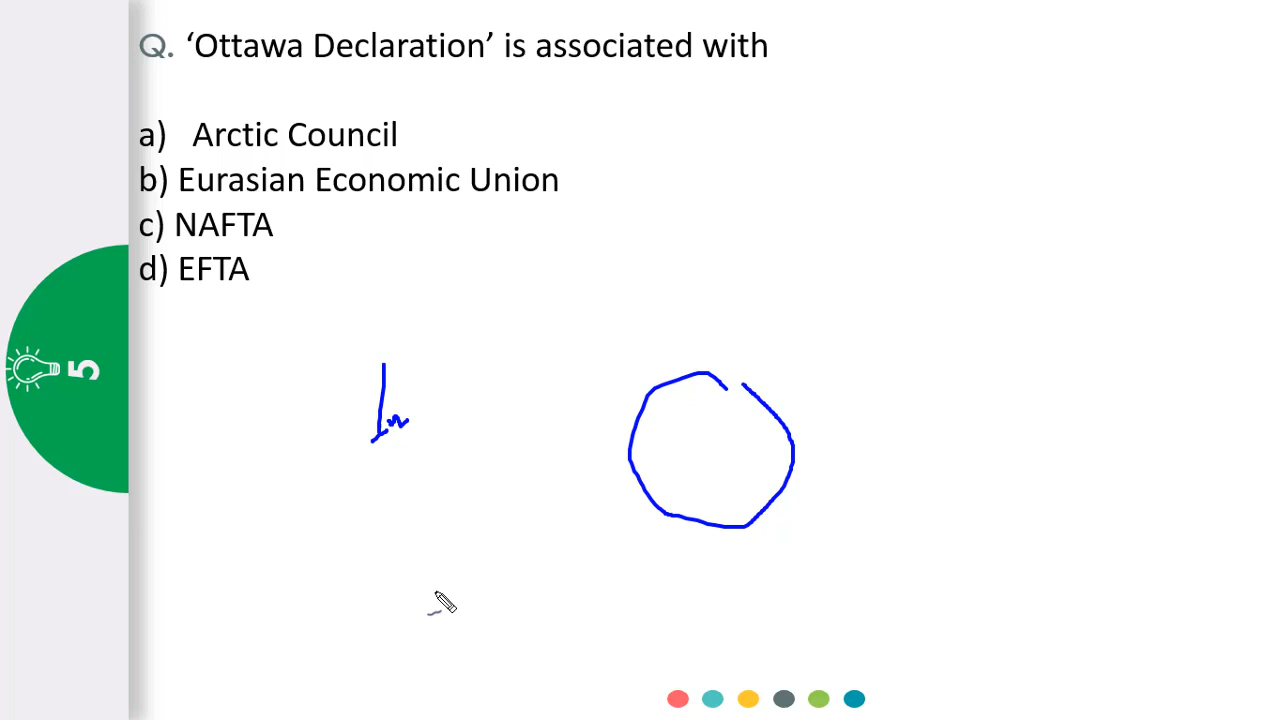 Q. ‘Ottawa Declaration’ is associated with
a) Arctic Council
b) Eurasian Economic Union
c) NAFTA
d) EFTA
5